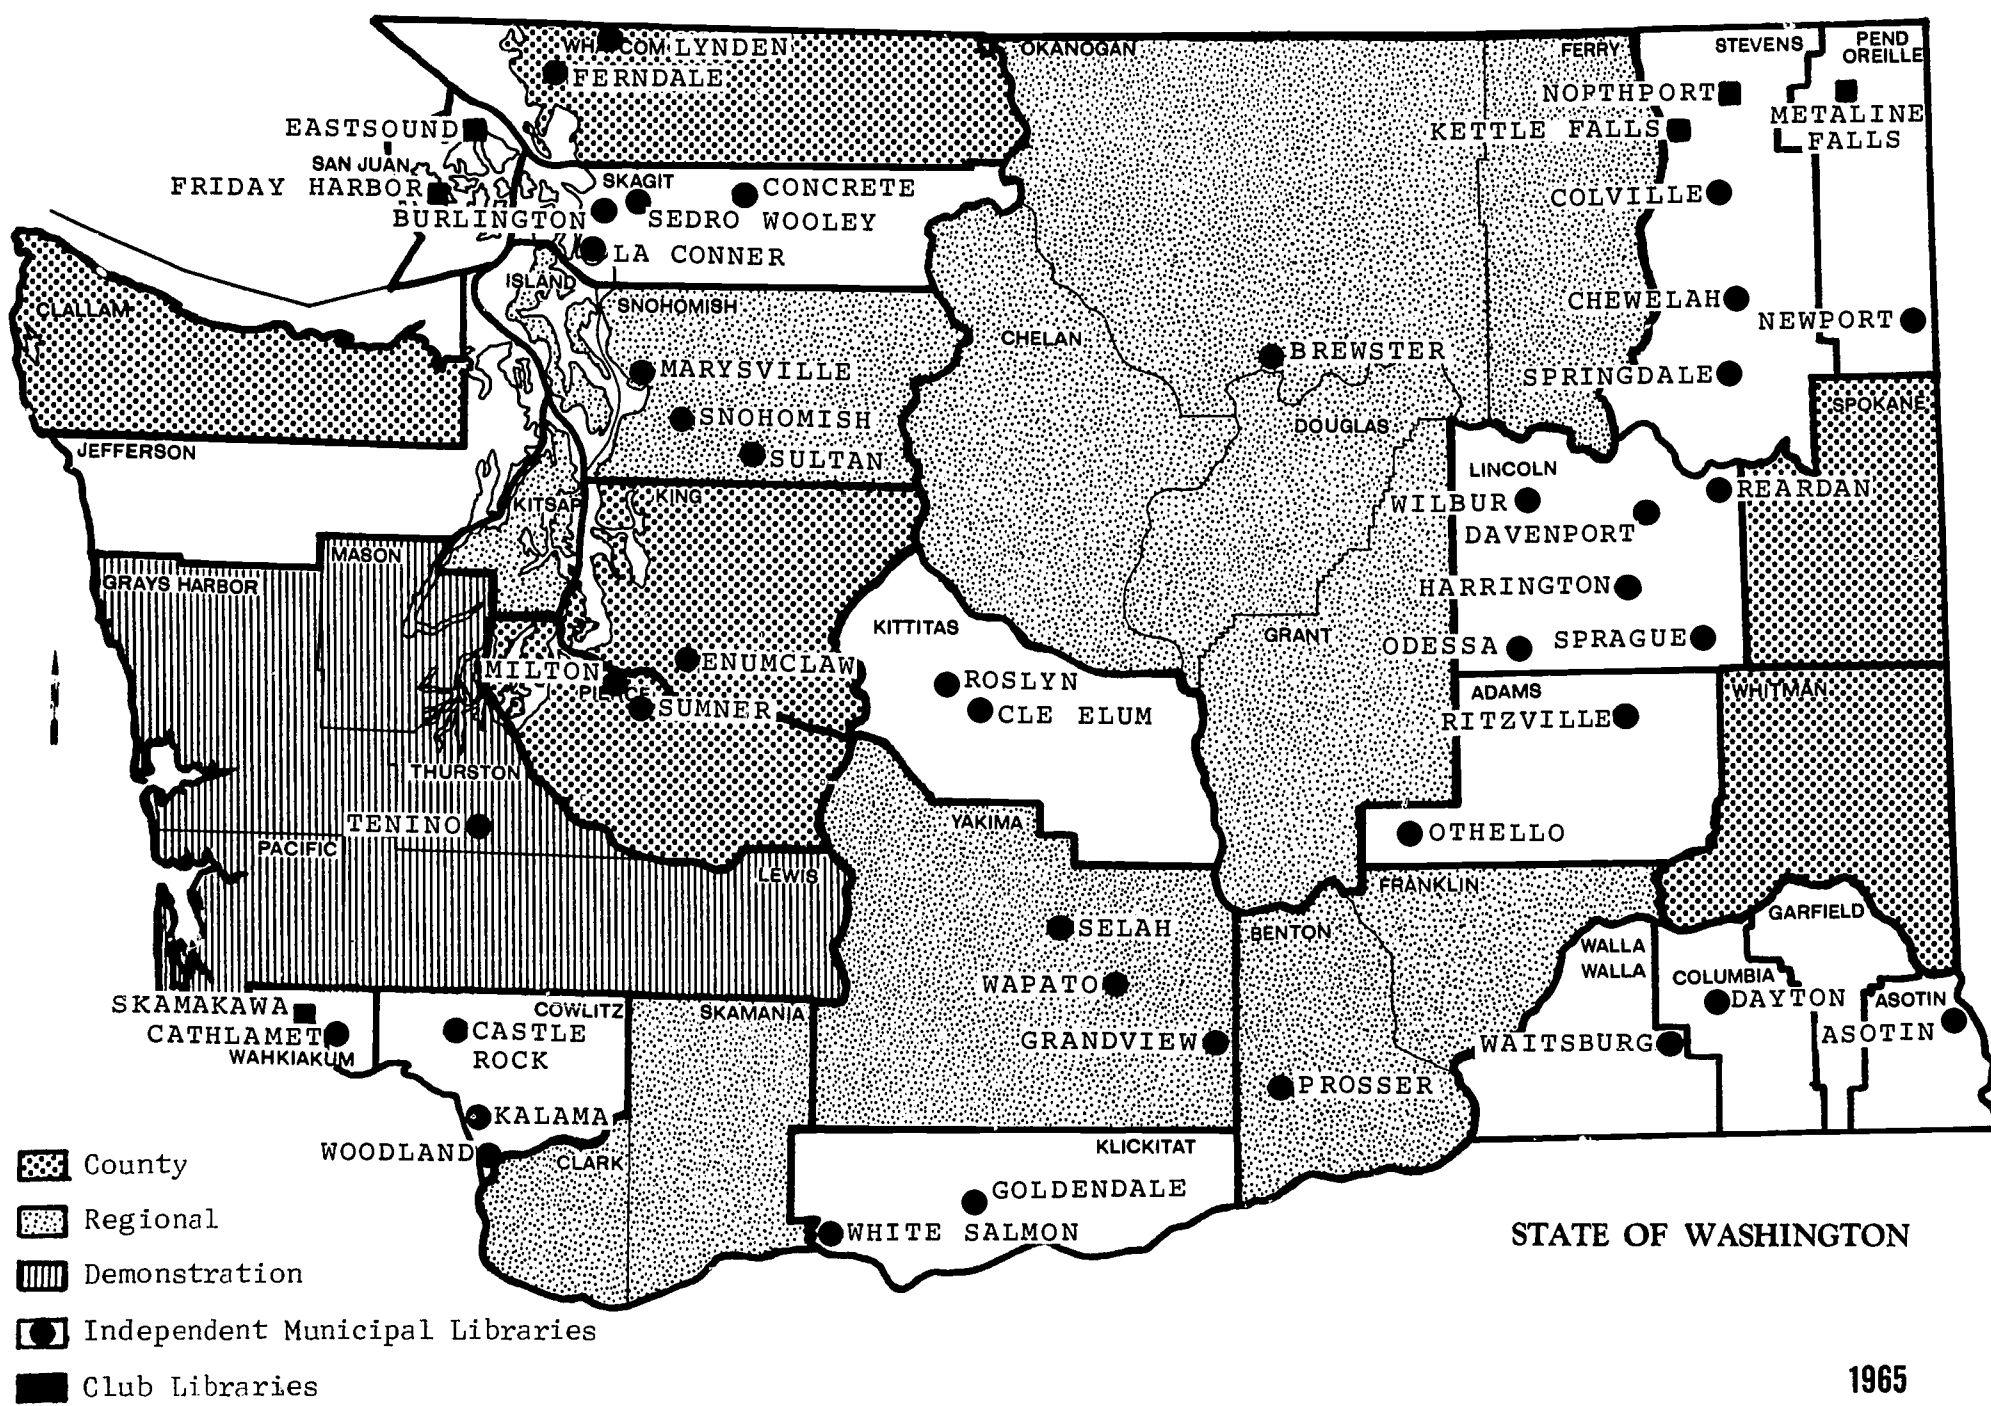 WHATCOM LYNDEN
FERNDALE
OKANOGAN
FERRY
STEVENS
PEND
OREILLE
NOPTHPORT
METALINE
FALLS
KETTLE FALLS
EASTSOUND
SAN JUAN
FRIDAY HARBOR
SKAGIT
CONCRETE
BURLINGTON
SEDRO WOOLEY
LA CONNER
COLVILLE
ISLAND
SNOHOMISH
CLALLAM
CHELAN
CHEWELAH
NEWPORT
BREWSTER
MARYSVILLE
SPRINGDALE
SPOKANE
SNOHOMISH
DOUGLAS
JEFFERSON
SULTAN
LINCOLN
KITSAP
KING
WILBUR
REARDAN
DAVENPORT
MASON
GRAYS HARBOR
HARRINGTON
KITTITAS
GRANT
ODESSA
SPRAGUE
MILTON
ENUMCLAW
PIERCE
SUMNER
ROSLYN
CLE ELUM
ADAMS
RITZVILLE
WHITMAN
THURSTON
TENINO
YAKIMA
OTHELLO
PACIFIC
LEWIS
FRANKLIN
GARFIELD
SELAH
BENTON
WALLA
WALLA
WAPATO
COLUMBIA
DAYTON
ASOTIN
ASOTIN
SKAMAKAWA
CATHLAMET
WAHKIAKUM
COWLITZ
SKAMANIA
CASTLE
ROCK
GRANDVIEW
WAITSBURG
PROSSER
KALAMA
WOODLAND
CLARK
KLICKITAT
GOLDENDALE
WHITE SALMON
County
Regional
Demonstration
Independent Municipal Libraries
Club Libraries
STATE OF WASHINGTON
1965